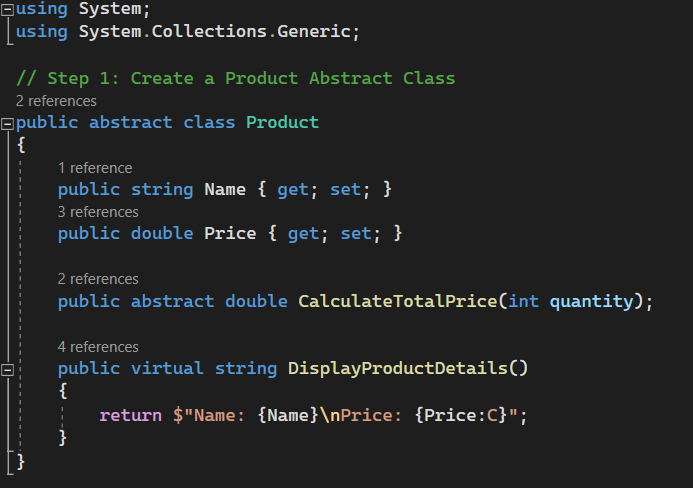 using System;
using System.Collections.Generic;
// Step 1: Create a Product Abstract Class
2 references
public abstract class Product
{
1 reference
public string Name { get; set; }
3 references
public double Price { get; set; }
2 references
public abstract double CalculateTotalPrice(int quantity);
4 references
public virtual string DisplayProductDetails()
{
return $"Name: {Name}\nPrice: {Price:C}";
}
}